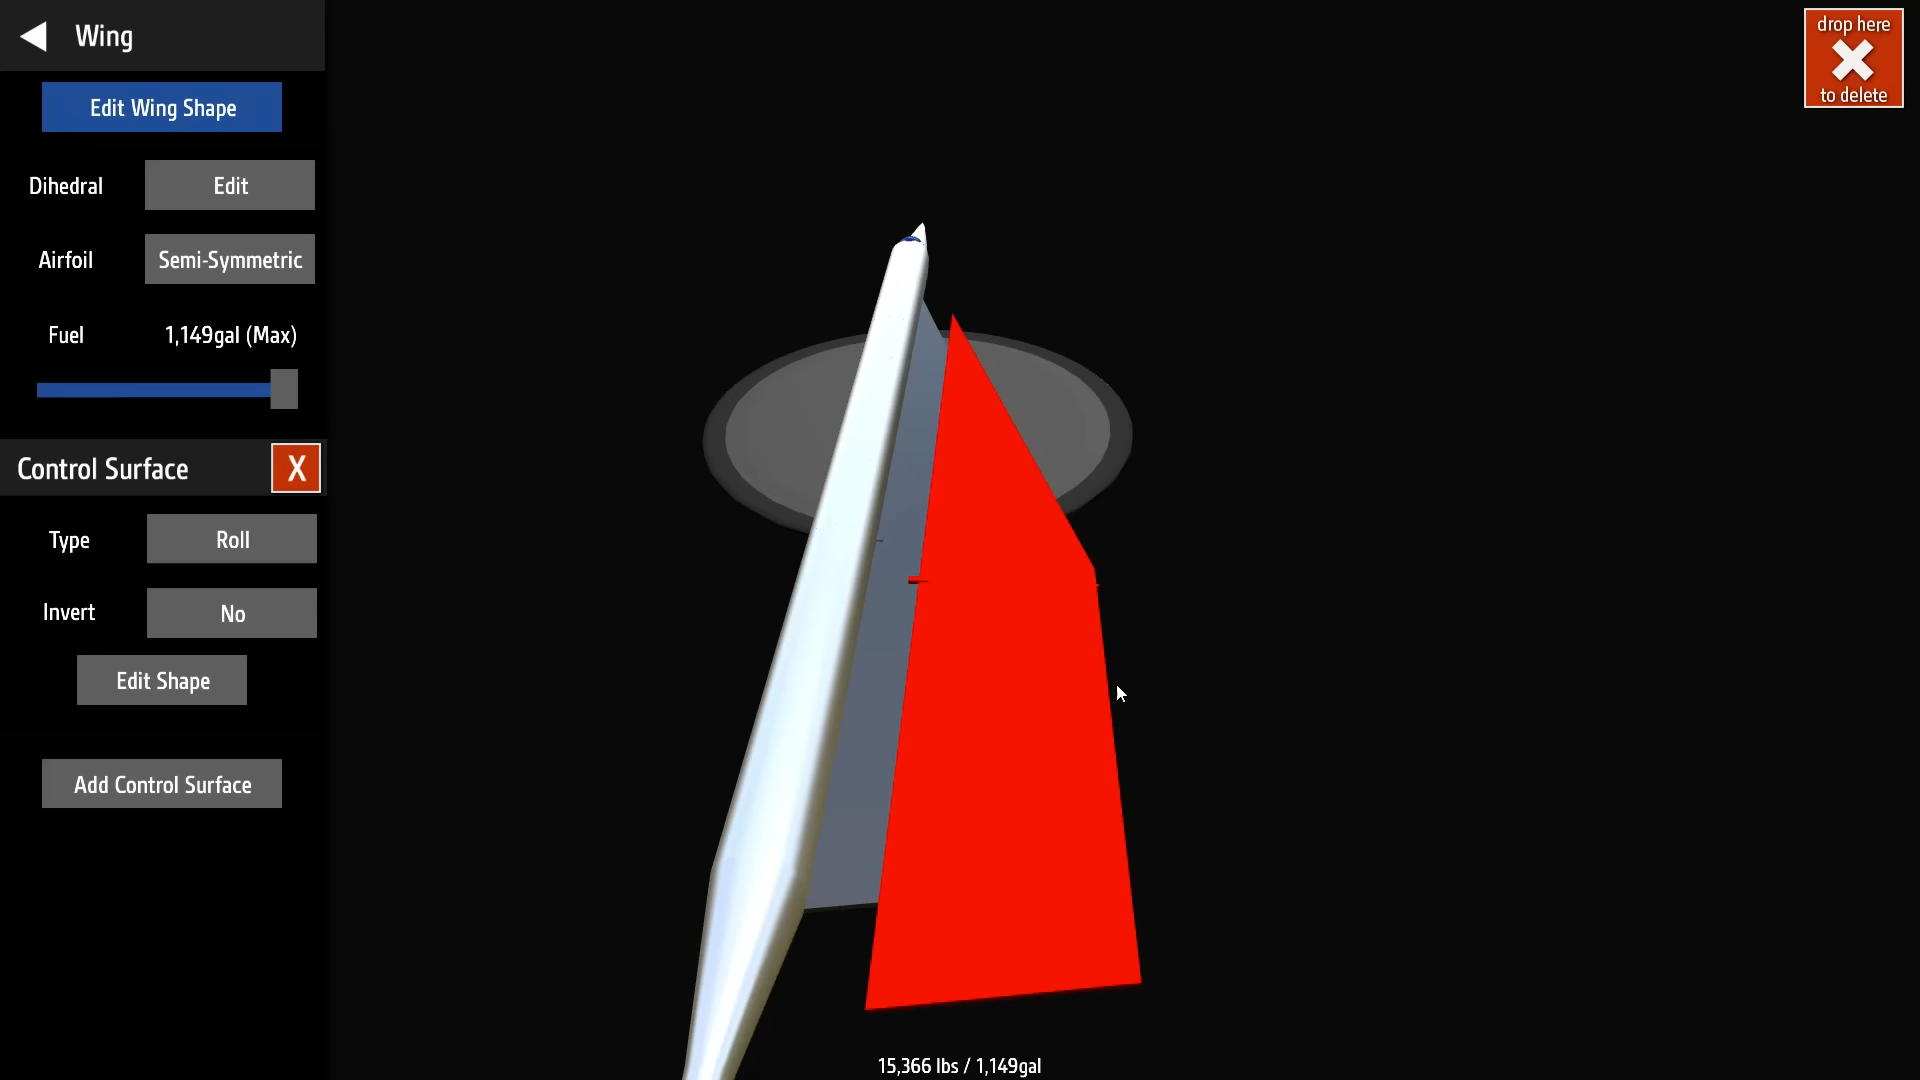 Wing
drop here
to delete
Edit Wing Shape
Dihedral
Edit
Airfoil
Semi-Symmetric
Fuel
1,149gal (Max)
Control Surface
X
Type
Roll
Invert
No
Edit Shape
Add Control Surface
15,366 lbs / 1,149gal